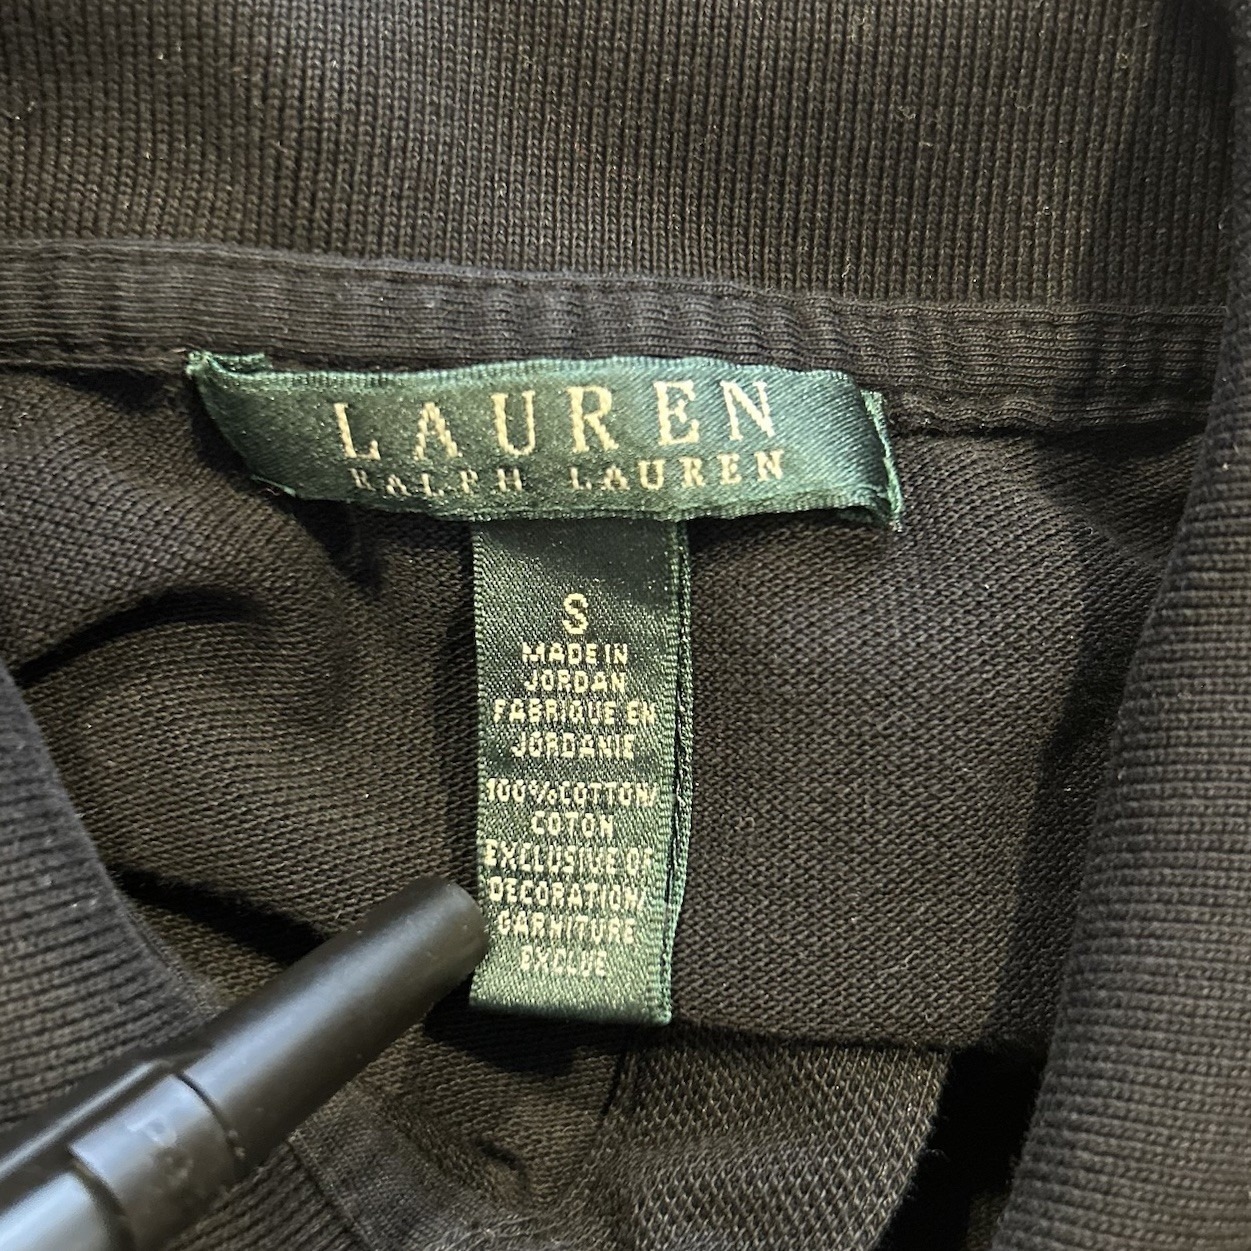 LAUREN
RALPH LAUREN
S
MADE IN
JORDAN
FABRIQUE EN
JORDANIE
100%COTTON/
COTON
EXCLUSIVE OF
DECORATION/
GARNITURE
EXCLUE